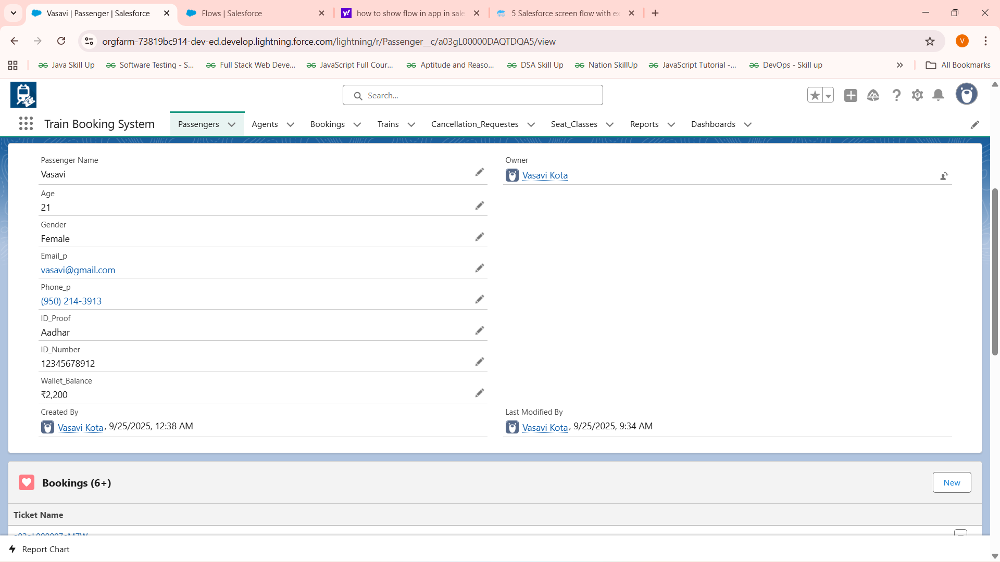 Vasavi | Passenger | Salesforce
Flows | Salesforce
how to show flow in app in sale
5 Salesforce screen flow with ex
orgfarm-73819bc914-dev-ed.develop.lightning.force.com/lightning/r/Passenger__c/a03gL00000DAQTDQA5/view
V
Java Skill Up
Software Testing - S...
Full Stack Web Deve...
JavaScript Full Cour...
Aptitude and Reaso...
DSA Skill Up
Nation SkillUp
JavaScript Tutorial -...
DevOps - Skill up
All Bookmarks
Search...
Train Booking System
Passengers
Agents
Bookings
Trains
Cancellation_Requestes
Seat_Classes
Reports
Dashboards
Passenger Name
Vasavi
Owner
Vasavi Kota
Age
21
Gender
Female
Email_p
vasavi@gmail.com
Phone_p
(950) 214-3913
ID_Proof
Aadhar
ID_Number
12345678912
Wallet_Balance
₹2,200
Created By
Vasavi Kota, 9/25/2025, 12:38 AM
Last Modified By
Vasavi Kota, 9/25/2025, 9:34 AM
Bookings (6+)
New
Ticket Name
Report Chart